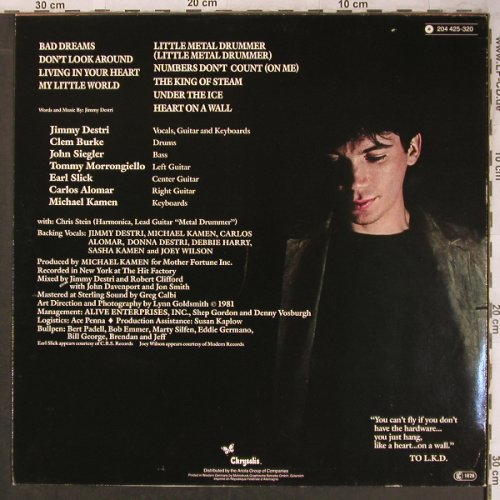 30 cm
10 cm
204 425-320
BAD DREAMS
DON'T LOOK AROUND
LIVING IN YOUR HEART
MY LITTLE WORLD
LITTLE METAL DRUMMER
(LITTLE METAL DRUMMER)
NUMBERS DON'T COUNT (ON ME)
THE KING OF STEAM
UNDER THE ICE
HEART ON A WALL
Words and Music By: Jimmy Destri
Jimmy Destri Vocals, Guitar and Keyboards
Clem Burke Drums
John Siegler Bass
Tommy Morrongiello Left Guitar
Earl Slick Center Guitar
Carlos Alomar Right Guitar
Michael Kamen Keyboards
with: Chris Stein (Harmonica, Lead Guitar "Metal Drummer")
Backing Vocals: JIMMY DESTRI, MICHAEL KAMEN, CARLOS
ALOMAR, DONNA DESTRI, DEBBIE HARRY,
SASHA KAMEN and JOEY WILSON
Produced by MICHAEL KAMEN for Mother Fortune Inc.
Recorded in New York at The Hit Factory
Mixed by Jimmy Destri and Robert Clifford
with John Davenport and Jon Smith
Mastered at Sterling Sound by Greg Calbi
Art Direction and Photography by Lynn Goldsmith © 1981
Management: ALIVE ENTERPRISES, INC., Shep Gordon and Denny Vosburgh
Logistics: Ace Penna ♦ Production Assistance: Susan Kaplow
Bullpen: Bert Padell, Bob Emmer, Marty Silfen, Eddie Germano,
Bill George, Brendan and Jeff
Earl Slick appears courtesy of C.B.S. Records Joey Wilson appears courtesy of Modern Records
"You can't fly if you don't
have the hardware...
you just hang,
like a heart...on a wall."
TO L.K.D.
Chrysalis
Distributed by the Ariola Group of Companies
10 cm
20 cm
30 cm